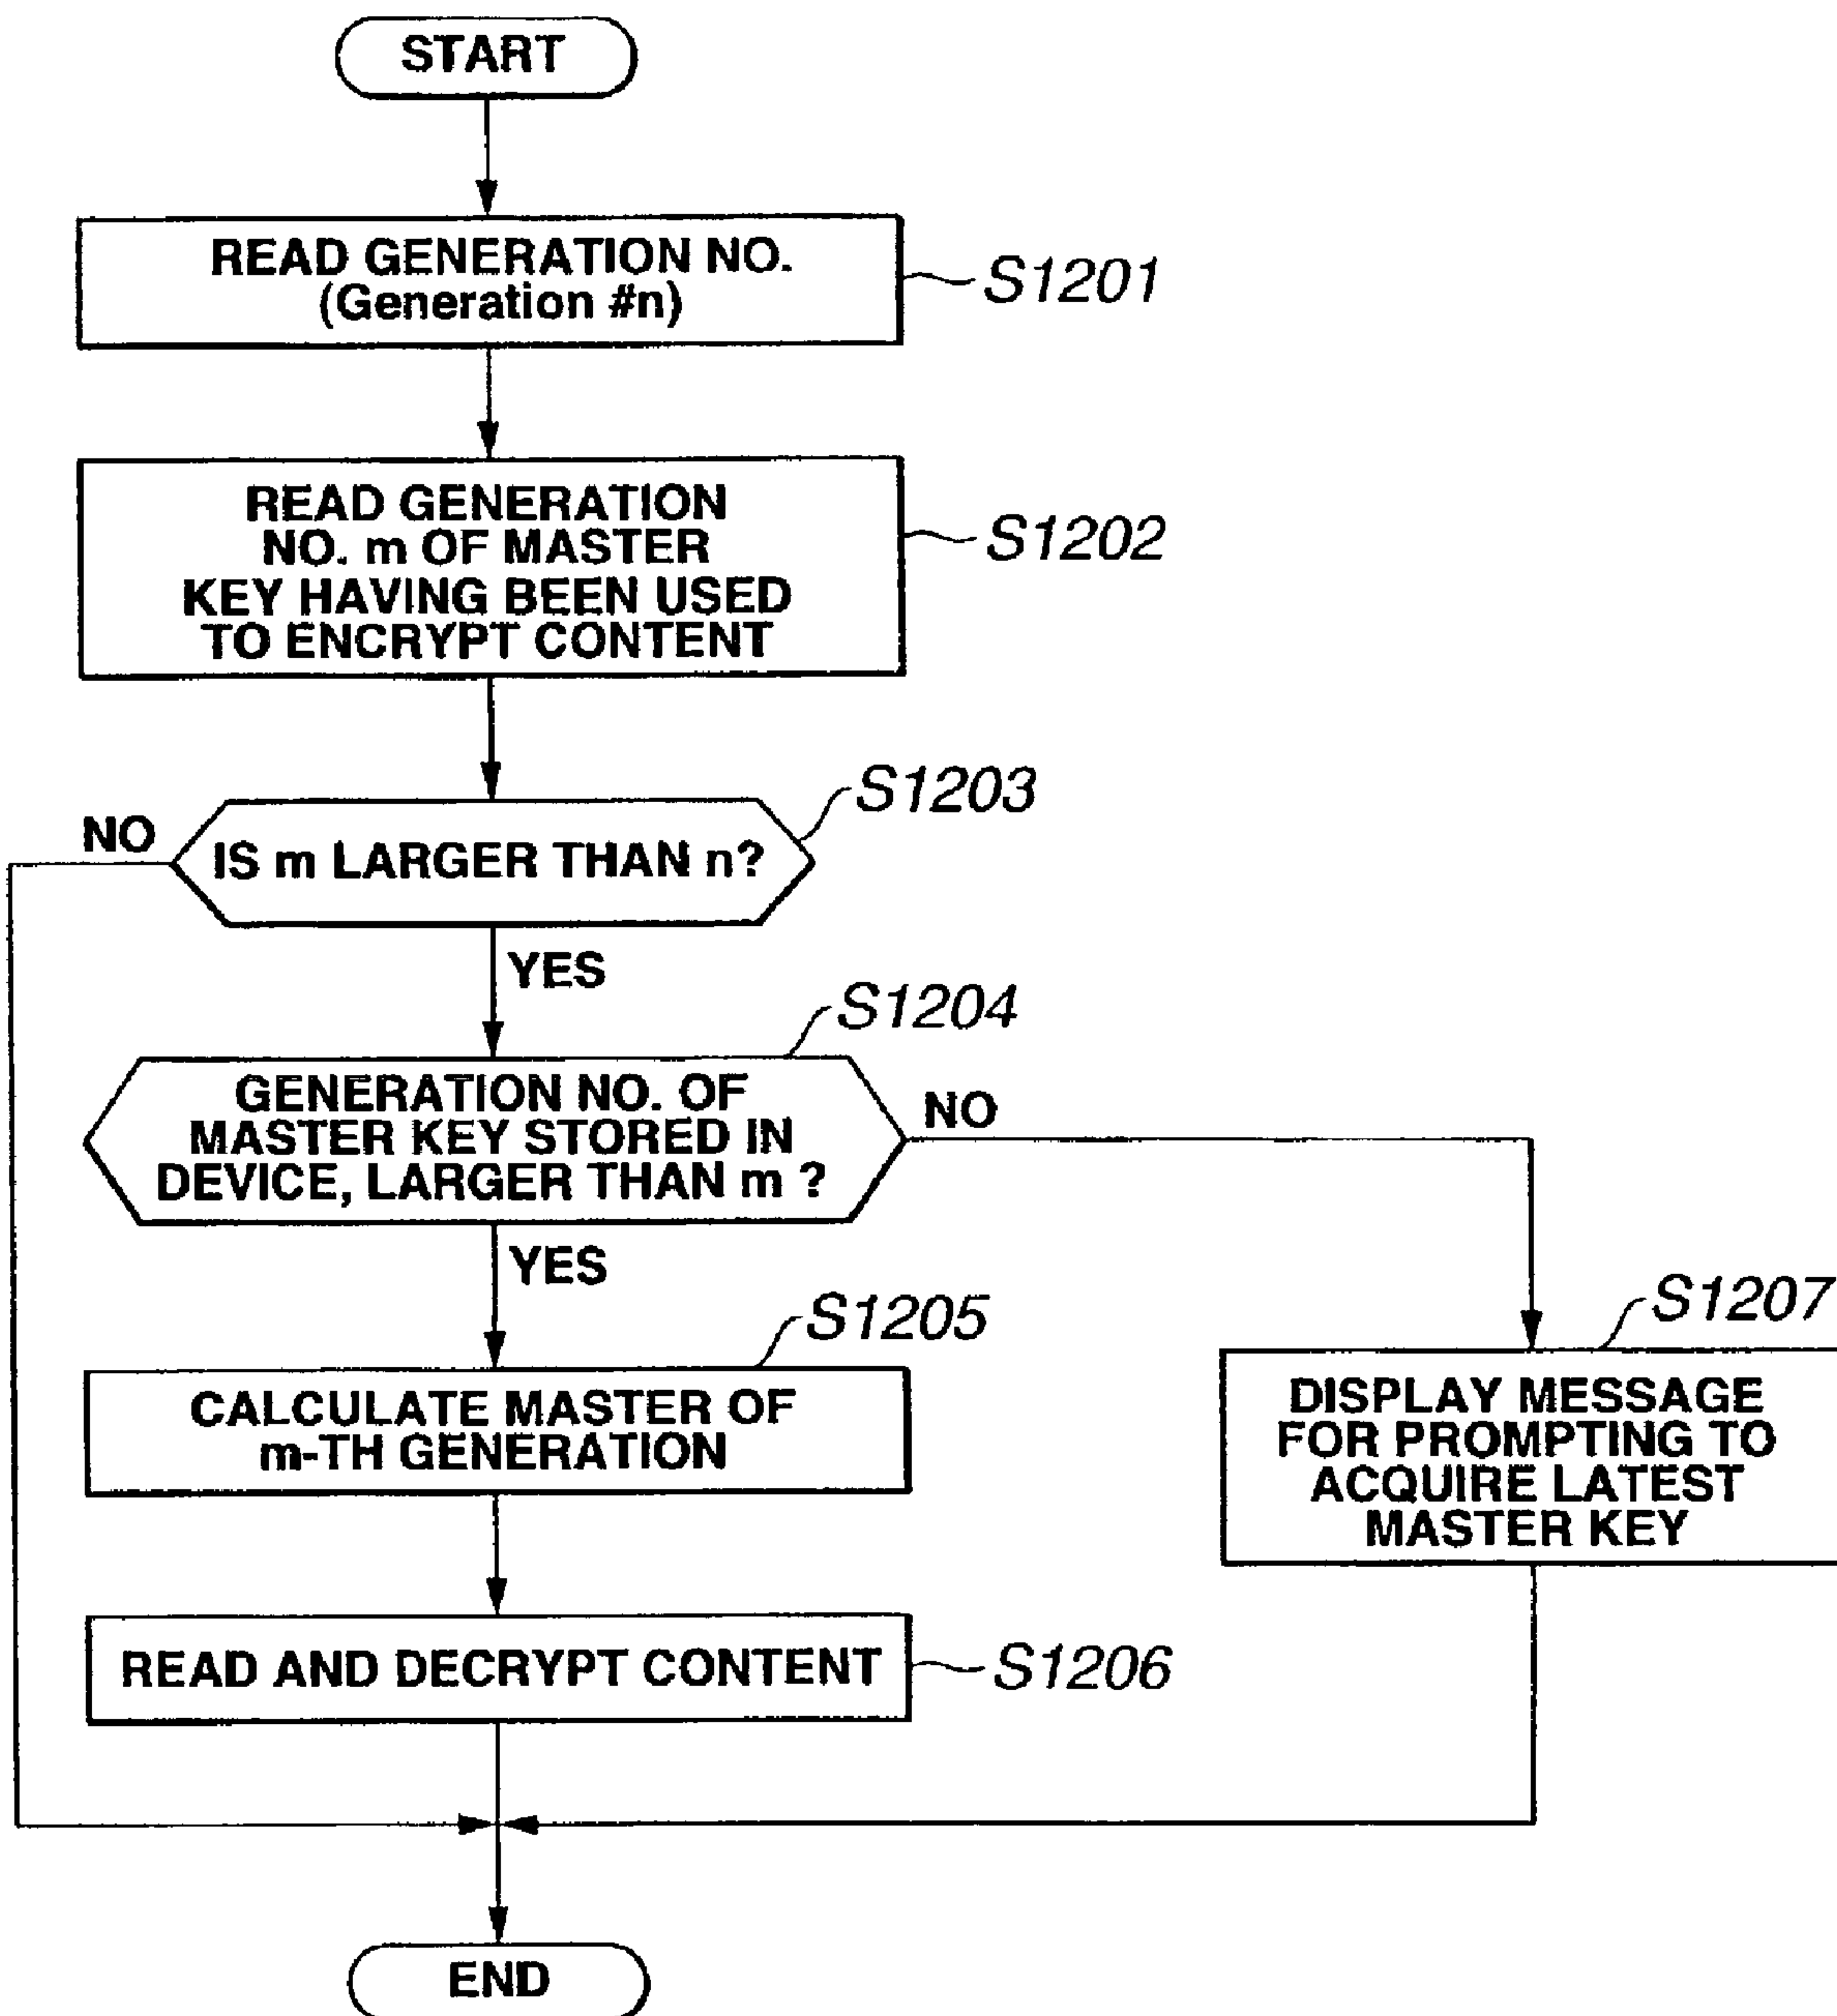 START
READ GENERATION NO.
(Generation #n)
S1201
READ GENERATION
NO. m OF MASTER
KEY HAVING BEEN USED
TO ENCRYPT CONTENT
S1202
S1203
NO
IS m LARGER THAN n?
YES
S1204
GENERATION NO. OF
MASTER KEY STORED IN
DEVICE, LARGER THAN m ?
NO
YES
S1205
CALCULATE MASTER OF
m-TH GENERATION
S1207
DISPLAY MESSAGE
FOR PROMPTING TO
ACQUIRE LATEST
MASTER KEY
READ AND DECRYPT CONTENT
S1206
END